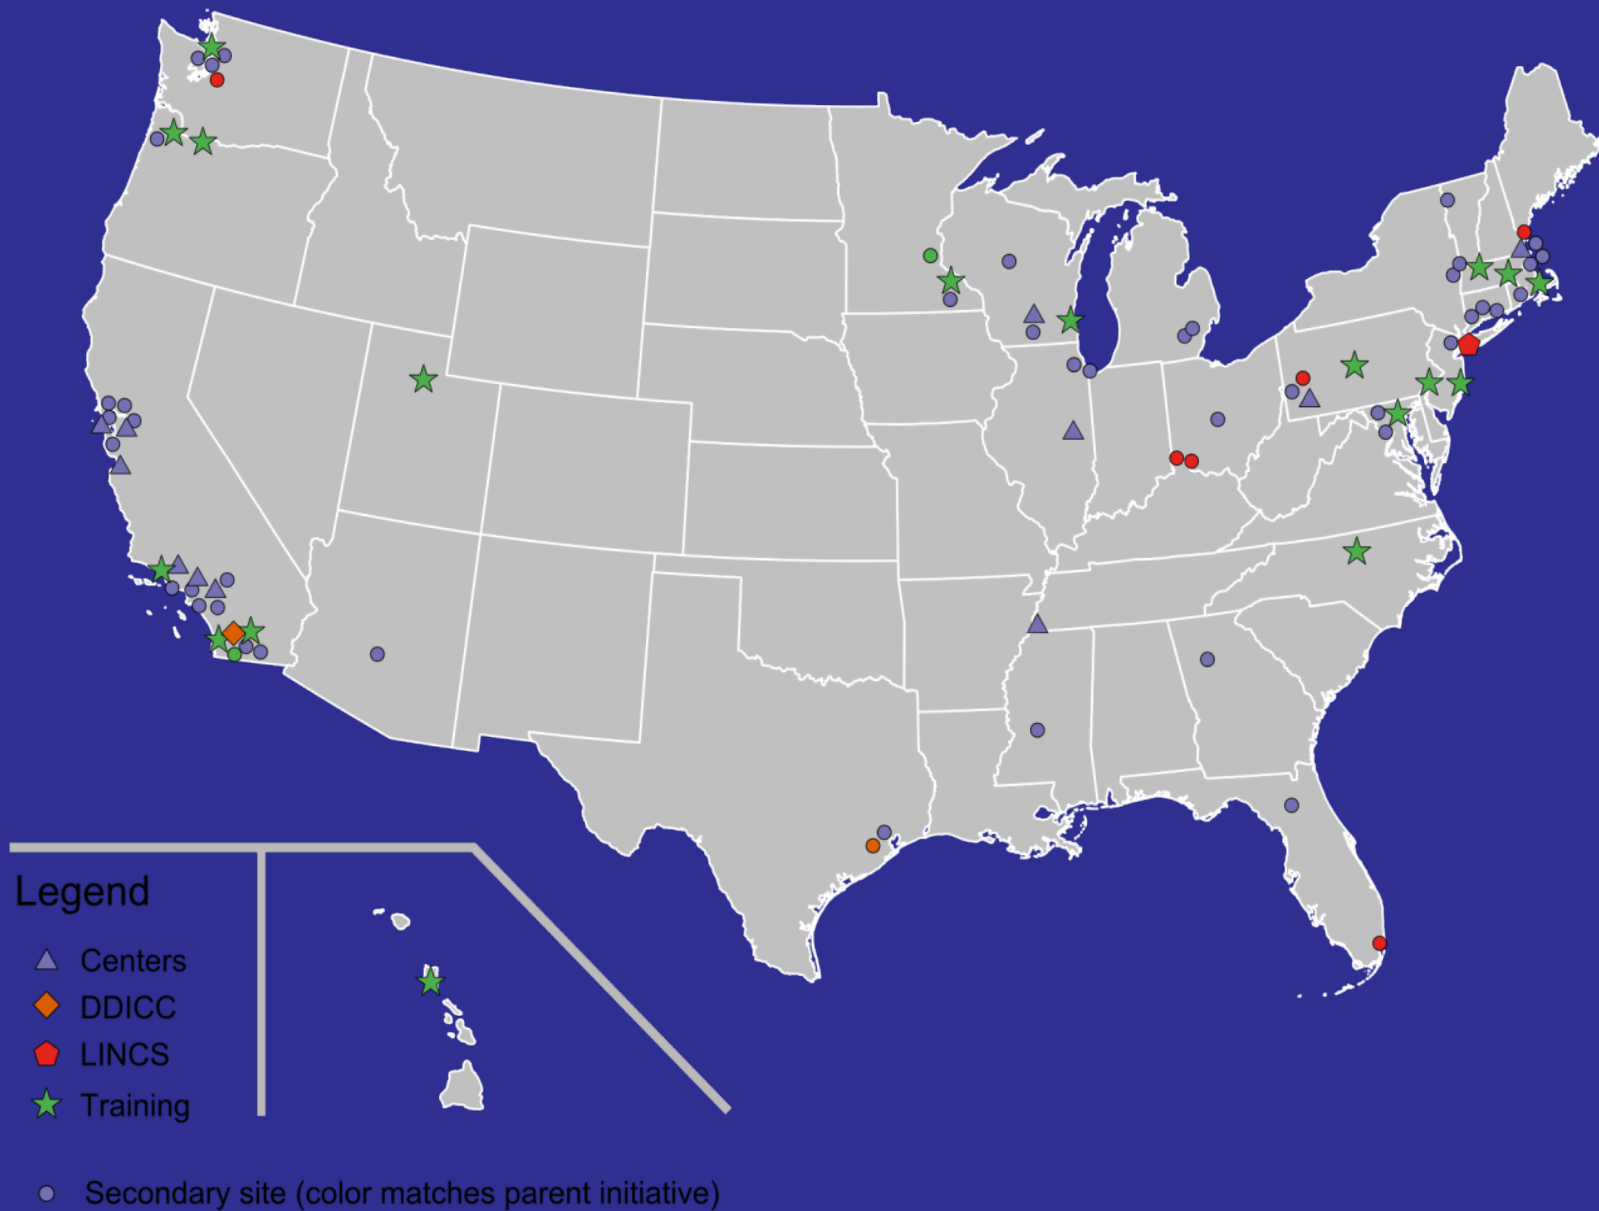 Legend
Centers
DDICC
LINCS
Training
Secondary site (color matches parent initiative)